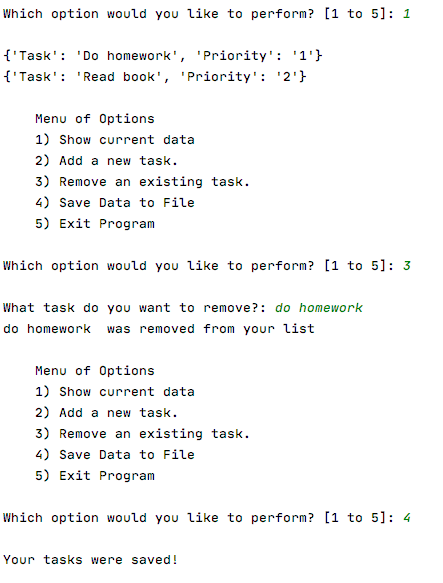 Which option would you like to perform? [1 to 5]: 1
{'Task': 'Do homework', 'Priority': '1'}
{'Task': 'Read book', 'Priority': '2'}
Menu of Options
1) Show current data
2) Add a new task.
3) Remove an existing task.
4) Save Data to File
5) Exit Program
Which option would you like to perform? [1 to 5]: 3
What task do you want to remove?: do homework
do homework  was removed from your list
Menu of Options
1) Show current data
2) Add a new task.
3) Remove an existing task.
4) Save Data to File
5) Exit Program
Which option would you like to perform? [1 to 5]: 4
Your tasks were saved!